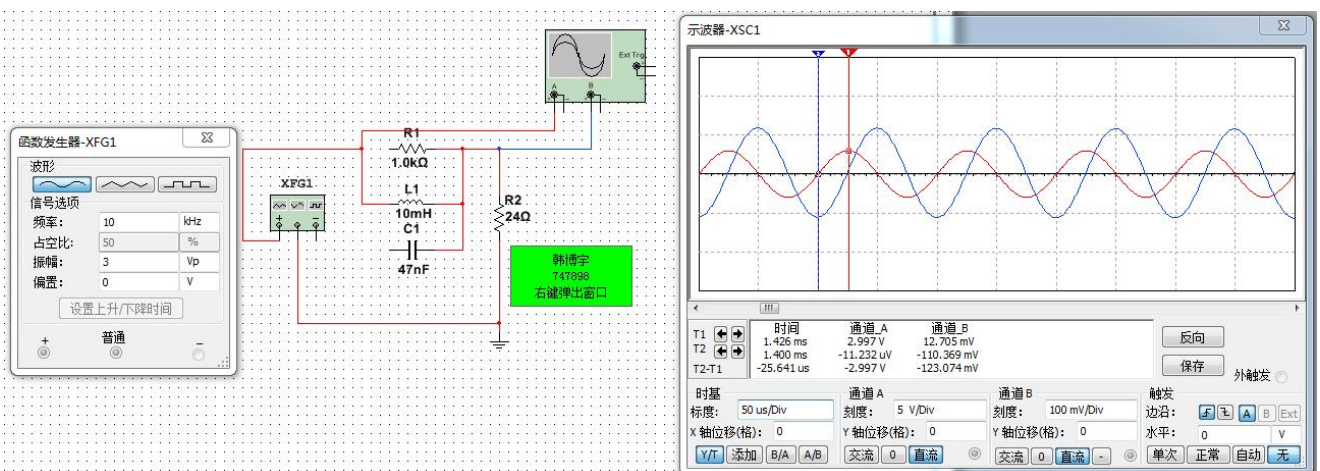 函数发生器-XFG1
波形
信号选项
频率: 10 kHz
占空比: 50 %
振幅: 3 Vp
偏置: 0 V
设置上升/下降时间
+ 普通 −
XFG1
R1
1.0kΩ
L1
10mH
C1
47nF
R2
24Ω
A B
Ext Trg
韩博宇
747898
右键弹出窗口
示波器-XSC1
时间 通道_A 通道_B
T1 1.426 ms 2.997 V 12.705 mV
T2 1.400 ms -11.232 uV -110.369 mV
T2-T1 -25.641 us -2.997 V -123.074 mV
反向
保存
外触发
时基
标度: 50 us/Div
X 轴位移(格): 0
Y/T 添加 B/A A/B
通道 A
刻度: 5 V/Div
Y 轴位移(格): 0
交流 0 直流
通道 B
刻度: 100 mV/Div
Y 轴位移(格): 0
交流 0 直流 -
触发
边沿: A B Ext
水平: 0 V
单次 正常 自动 无